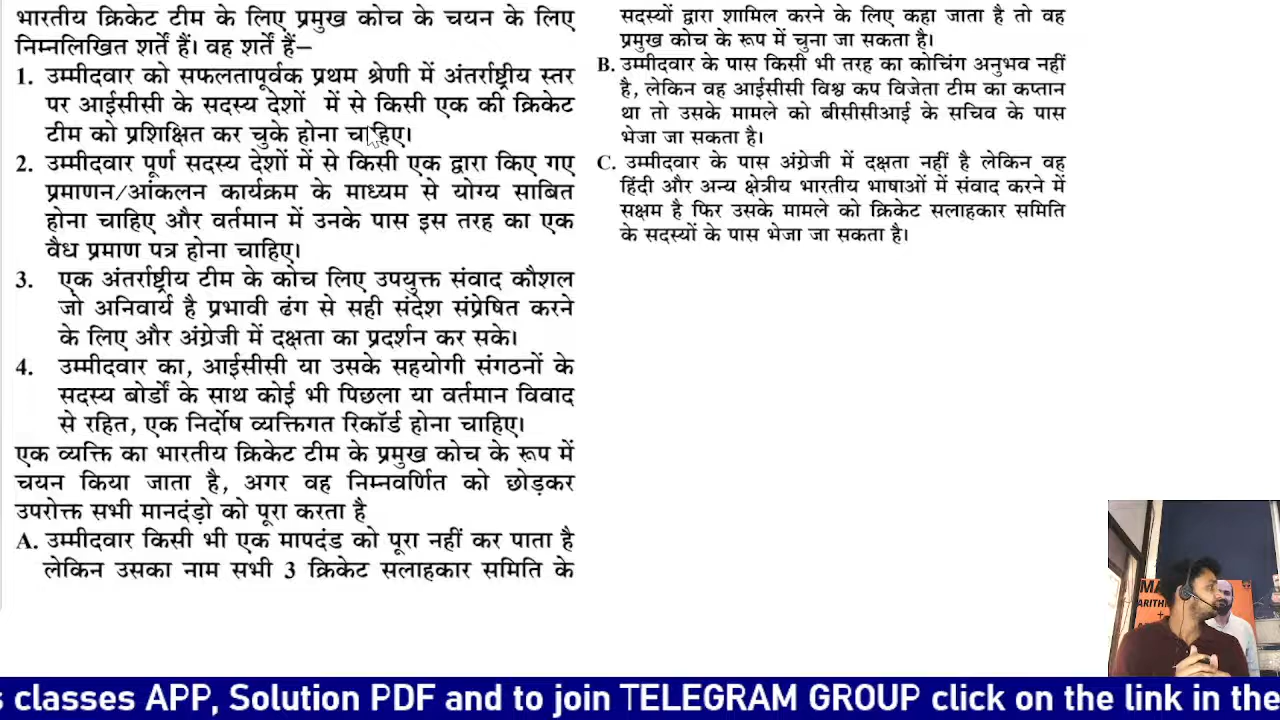 भारतीय क्रिकेट टीम के लिए प्रमुख कोच के चयन के लिए
निम्नलिखित शर्तें हैं। वह शर्तें हैं–
1. उम्मीदवार को सफलतापूर्वक प्रथम श्रेणी में अंतर्राष्ट्रीय स्तर
पर आईसीसी के सदस्य देशों में से किसी एक की क्रिकेट
टीम को प्रशिक्षित कर चुके होना चाहिए।
2. उम्मीदवार पूर्ण सदस्य देशों में से किसी एक द्वारा किए गए
प्रमाणन/आंकलन कार्यक्रम के माध्यम से योग्य साबित
होना चाहिए और वर्तमान में उनके पास इस तरह का एक
वैध प्रमाण पत्र होना चाहिए।
3. एक अंतर्राष्ट्रीय टीम के कोच लिए उपयुक्त संवाद कौशल
जो अनिवार्य है प्रभावी ढंग से सही संदेश संप्रेषित करने
के लिए और अंग्रेजी में दक्षता का प्रदर्शन कर सके।
4. उम्मीदवार का, आईसीसी या उसके सहयोगी संगठनों के
सदस्य बोर्डों के साथ कोई भी पिछला या वर्तमान विवाद
से रहित, एक निर्दोष व्यक्तिगत रिकॉर्ड होना चाहिए।
एक व्यक्ति का भारतीय क्रिकेट टीम के प्रमुख कोच के रूप में
चयन किया जाता है, अगर वह निम्नवर्णित को छोड़कर
उपरोक्त सभी मानदंड़ो को पूरा करता है
A. उम्मीदवार किसी भी एक मापदंड को पूरा नहीं कर पाता है
लेकिन उसका नाम सभी 3 क्रिकेट सलाहकार समिति के
सदस्यों द्वारा शामिल करने के लिए कहा जाता है तो वह
प्रमुख कोच के रूप में चुना जा सकता है।
B. उम्मीदवार के पास किसी भी तरह का कोचिंग अनुभव नहीं
है, लेकिन वह आईसीसी विश्व कप विजेता टीम का कप्तान
था तो उसके मामले को बीसीसीआई के सचिव के पास
भेजा जा सकता है।
C. उम्मीदवार के पास अंग्रेजी में दक्षता नहीं है लेकिन वह
हिंदी और अन्य क्षेत्रीय भारतीय भाषाओं में संवाद करने में
सक्षम है फिर उसके मामले को क्रिकेट सलाहकार समिति
के सदस्यों के पास भेजा जा सकता है।
s classes APP, Solution PDF and to join TELEGRAM GROUP click on the link in the